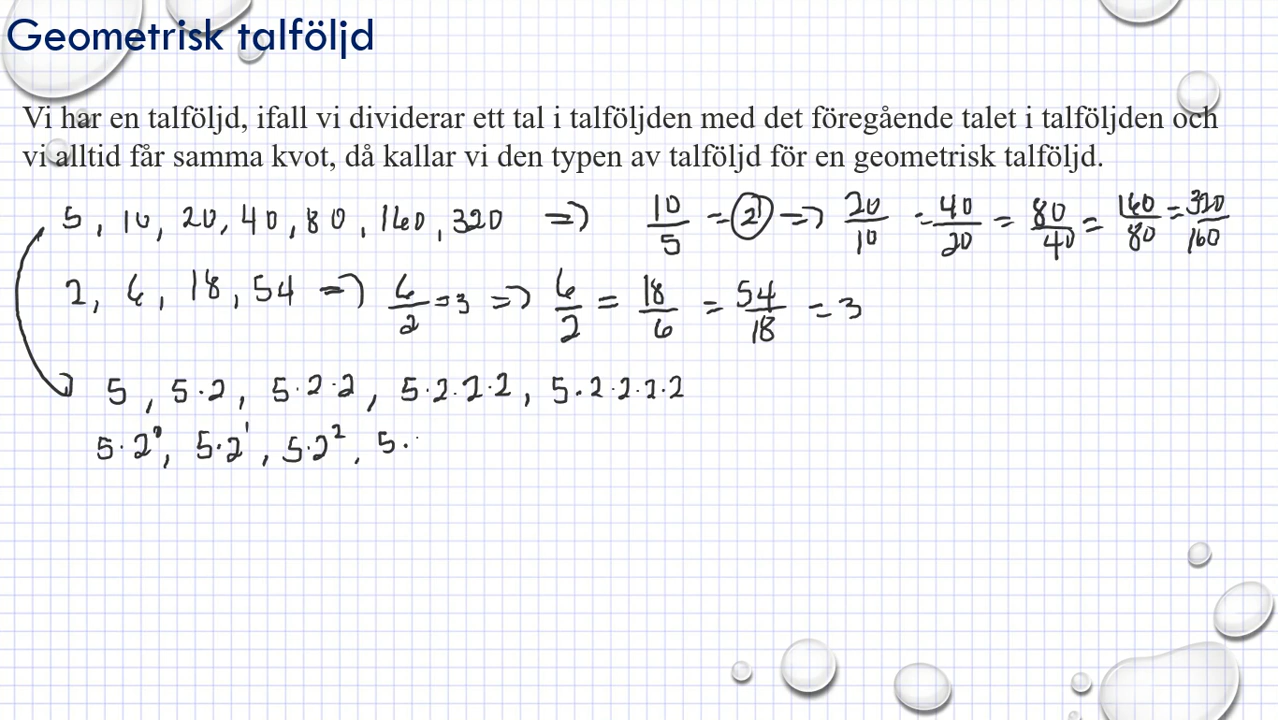 Geometrisk talföljd
Vi har en talföljd, ifall vi dividerar ett tal i talföljden med det föregående talet i talföljden och
vi alltid får samma kvot, då kallar vi den typen av talföljd för en geometrisk talföljd.
5, 10, 20, 40, 80, 160, 320 => 10/5 = 2 => 20/10 = 40/20 = 80/40 = 160/80 = 320/160
2, 6, 18, 54 => 6/2 = 3 => 6/2 = 18/6 = 54/18 = 3
5, 5·2, 5·2·2, 5·2·2·2, 5·2·2·2·2
5·2⁰, 5·2¹, 5·2², 5·